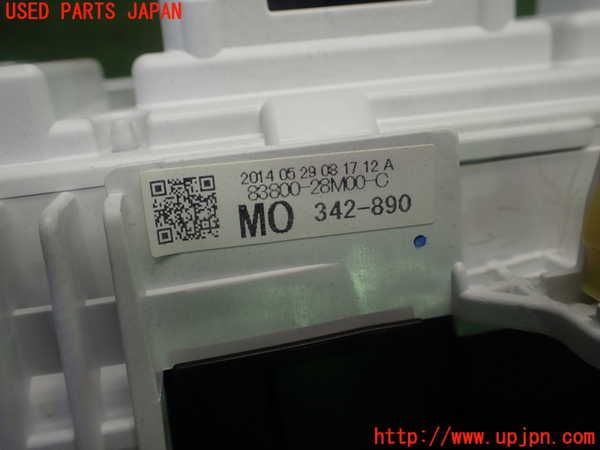 USED PARTS JAPAN
2014 05 29 08 17 12 A
83800-28M00-C
MO 342-890
http://www.upjpn.com/